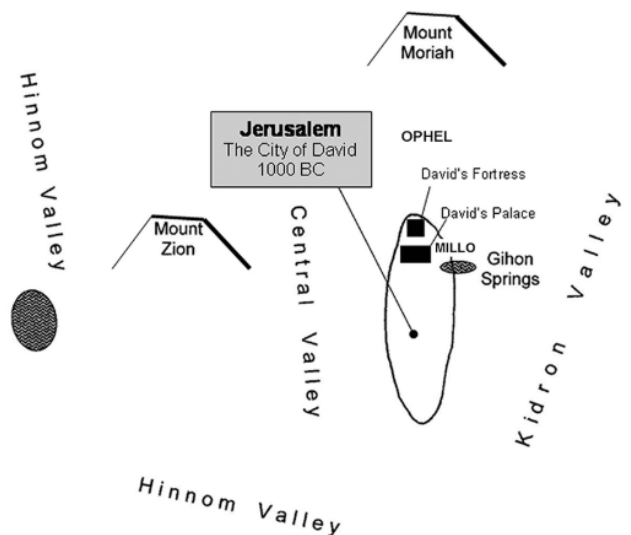 Mount
Moriah
Hinnom Valley
Jerusalem
The City of David
1000 BC
OPHEL
David's Fortress
David's Palace
Mount
Zion
Central Valley
MILLO
Gihon
Springs
Kidron Valley
Hinnom Valley